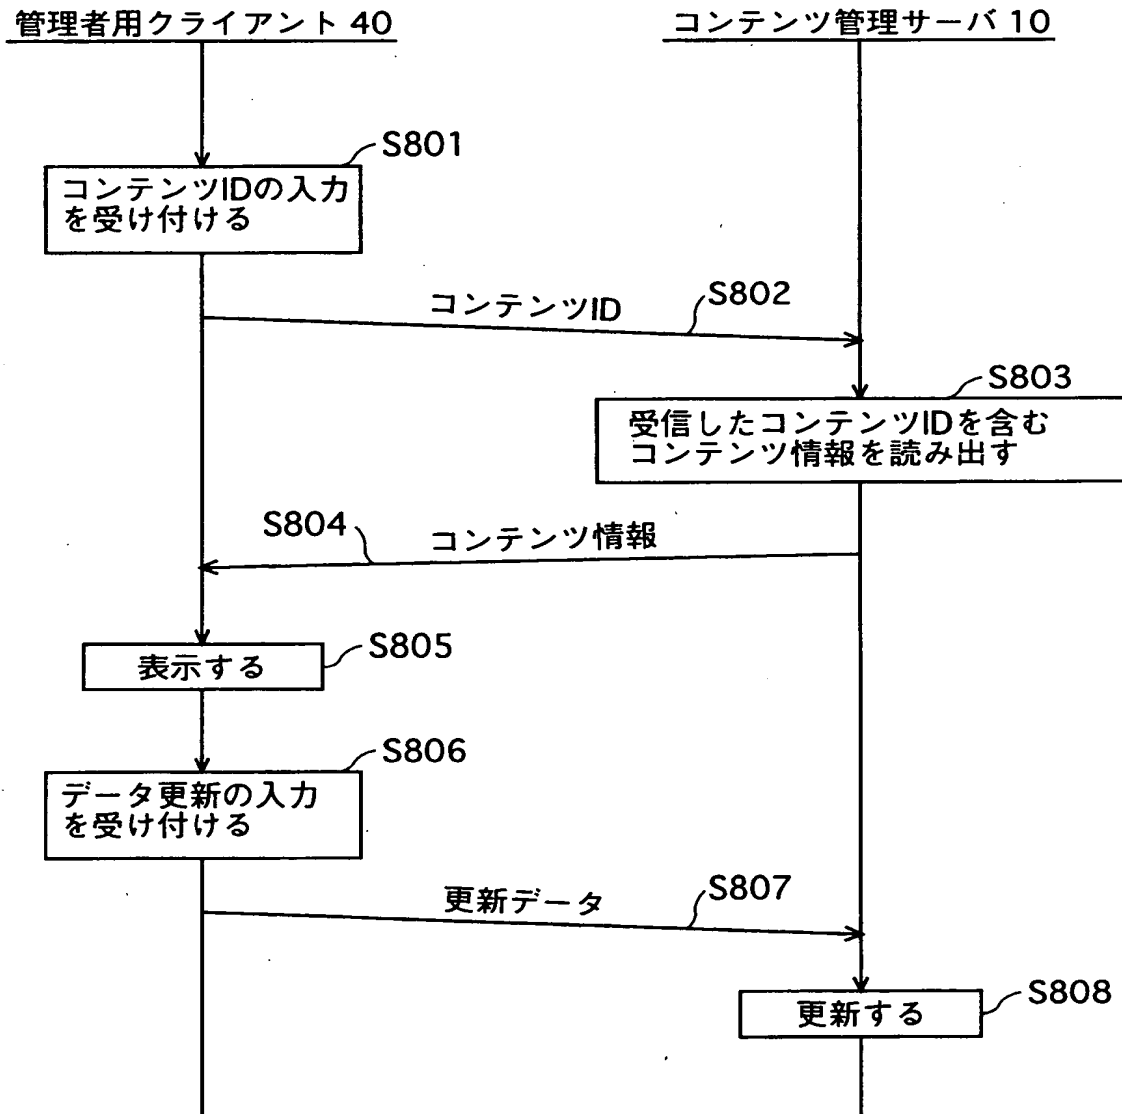 管理者用クライアント 40
コンテンツ管理サーバ 10
S801
コンテンツIDの入力
を受け付ける
コンテンツID
S802
S803
受信したコンテンツIDを含む
コンテンツ情報を読み出す
S804
コンテンツ情報
表示する
S805
S806
データ更新の入力
を受け付ける
更新データ
S807
更新する
S808